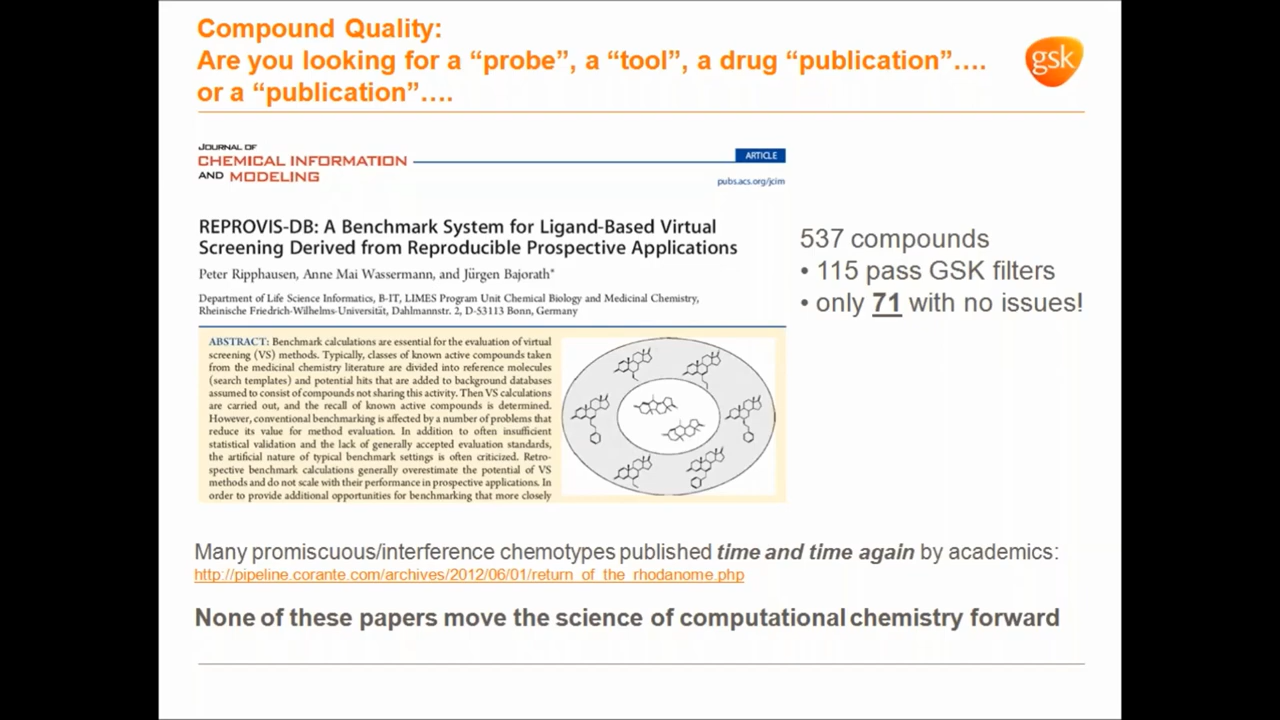 Compound Quality:
Are you looking for a “probe”, a “tool”, a drug “publication”….
or a “publication”….
gsk
JOURNAL OF
CHEMICAL INFORMATION
AND MODELING
ARTICLE
pubs.acs.org/jcim
REPROVIS-DB: A Benchmark System for Ligand-Based Virtual
Screening Derived from Reproducible Prospective Applications
Peter Ripphausen, Anne Mai Wassermann, and Jürgen Bajorath*
Department of Life Science Informatics, B-IT, LIMES Program Unit Chemical Biology and Medicinal Chemistry,
Rheinische Friedrich-Wilhelms-Universität, Dahlmannstr. 2, D-53113 Bonn, Germany
ABSTRACT: Benchmark calculations are essential for the evaluation of virtual
screening (VS) methods. Typically, classes of known active compounds taken
from the medicinal chemistry literature are divided into reference molecules
(search templates) and potential hits that are added to background databases
assumed to consist of compounds not sharing this activity. Then VS calculations
are carried out, and the recall of known active compounds is determined.
However, conventional benchmarking is affected by a number of problems that
reduce its value for method evaluation. In addition to often insufficient
statistical validation and the lack of generally accepted evaluation standards,
the artificial nature of typical benchmark settings is often criticized. Retro-
spective benchmark calculations generally overestimate the potential of VS
methods and do not scale with their performance in prospective applications. In
order to provide additional opportunities for benchmarking that more closely
537 compounds
• 115 pass GSK filters
• only 71 with no issues!
Many promiscuous/interference chemotypes published time and time again by academics:
http://pipeline.corante.com/archives/2012/06/01/return_of_the_rhodanome.php
None of these papers move the science of computational chemistry forward